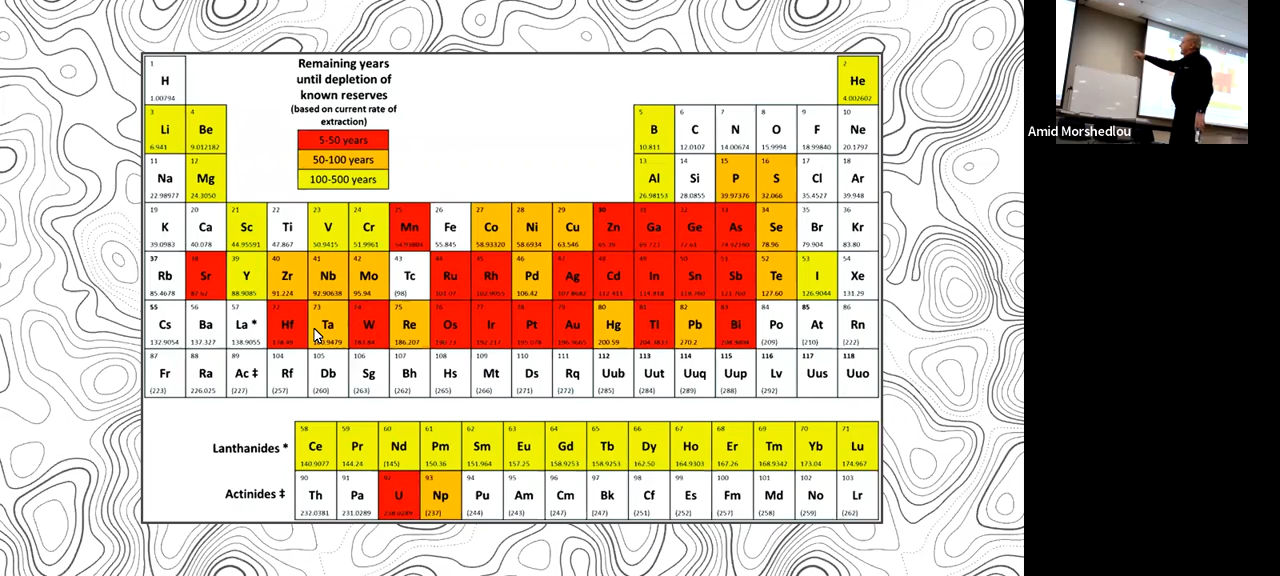 Remaining years
until depletion of
known reserves
(based on current rate of
extraction)
5-50 years
50-100 years
100-500 years
1 2
H He
1.00794 4.002602
3 4 5 6 7 8 9 10
Li Be B C N O F Ne
6.941 9.012182 10.811 12.0107 14.00674 15.9994 18.99840 20.1797
11 12 13 14 15 16 17 18
Na Mg Al Si P S Cl Ar
22.98977 24.3050 26.98153 28.0855 39.97376 32.066 35.4527 39.948
19 20 21 22 23 24 25 26 27 28 29 30 31 32 33 34 35 36
K Ca Sc Ti V Cr Mn Fe Co Ni Cu Zn Ga Ge As Se Br Kr
39.0983 40.078 44.95591 47.867 50.9415 51.9961 55.845 58.93320 58.6934 63.546 78.96 79.904 83.80
37 38 39 40 41 42 43 44 45 46 47 48 49 50 51 52 53 54
Rb Sr Y Zr Nb Mo Tc Ru Rh Pd Ag Cd In Sn Sb Te I Xe
85.4678 87.62 88.9085 91.224 92.90638 95.94 (98) 106.42 127.60 126.9044 131.29
55 56 57 72 73 74 75 76 77 78 79 80 81 82 83 84 85 86
Cs Ba La * Hf Ta W Re Os Ir Pt Au Hg Tl Pb Bi Po At Rn
132.9054 137.327 138.9055 186.207 200.59 270.2 (209) (210) (222)
87 88 89 104 105 106 107 108 109 110 111 112 113 114 115 116 117 118
Fr Ra Ac ‡ Rf Db Sg Bh Hs Mt Ds Rq Uub Uut Uuq Uup Lv Uus Uuo
(223) 226.025 (227) (257) (260) (263) (262) (265) (266) (271) (272) (285) (284) (289) (288) (292)
58 59 60 61 62 63 64 65 66 67 68 69 70 71
Lanthanides * Ce Pr Nd Pm Sm Eu Gd Tb Dy Ho Er Tm Yb Lu
140.9077 144.24 (145) 150.36 151.964 157.25 158.9253 158.9253 162.50 164.9303 167.26 168.9342 173.04 174.967
90 91 92 93 94 95 96 97 98 99 100 101 102 103
Actinides ‡ Th Pa U Np Pu Am Cm Bk Cf Es Fm Md No Lr
232.0381 231.0289 (237) (244) (243) (247) (247) (251) (252) (257) (258) (259) (262)
Amid Morshedlou